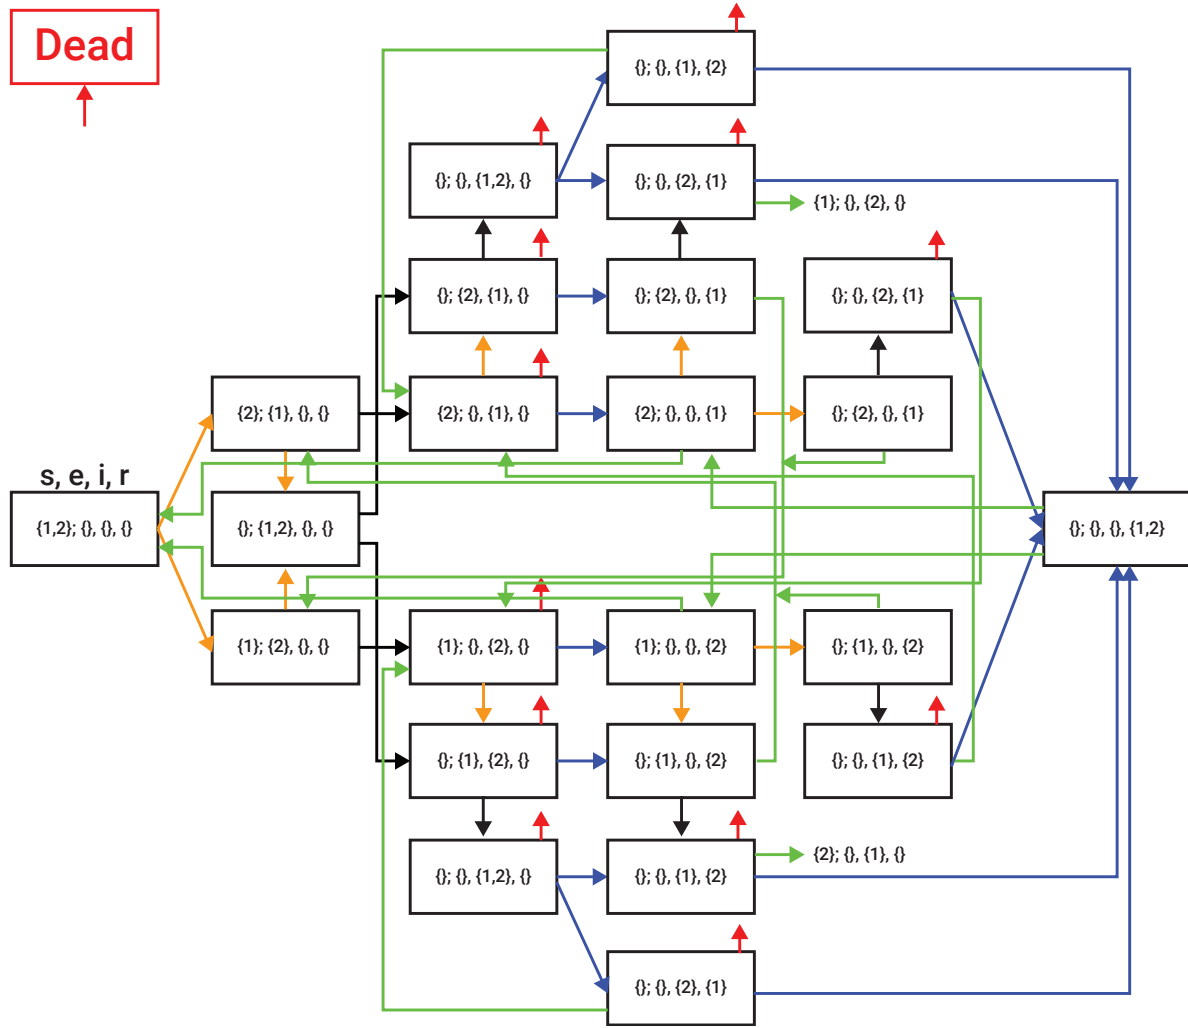 Dead
{}; {}, {1}, {2}
{}; {}, {1,2}, {}
{}; {}, {2}, {1}
{1}; {}, {2}, {}
{}; {2}, {1}, {}
{}; {2}, {}, {1}
{}; {}, {2}, {1}
{2}; {1}, {}, {}
{2}; {}, {1}, {}
{2}; {}, {}, {1}
{}; {2}, {}, {1}
s, e, i, r
{1,2}; {}, {}, {}
{}; {1,2}, {}, {}
{}; {}, {}, {1,2}
{1}; {2}, {}, {}
{1}; {}, {2}, {}
{1}; {}, {}, {2}
{}; {1}, {}, {2}
{}; {1}, {2}, {}
{}; {1}, {}, {2}
{}; {}, {1}, {2}
{2}; {}, {1}, {}
{}; {}, {1,2}, {}
{}; {}, {1}, {2}
{}; {}, {2}, {1}